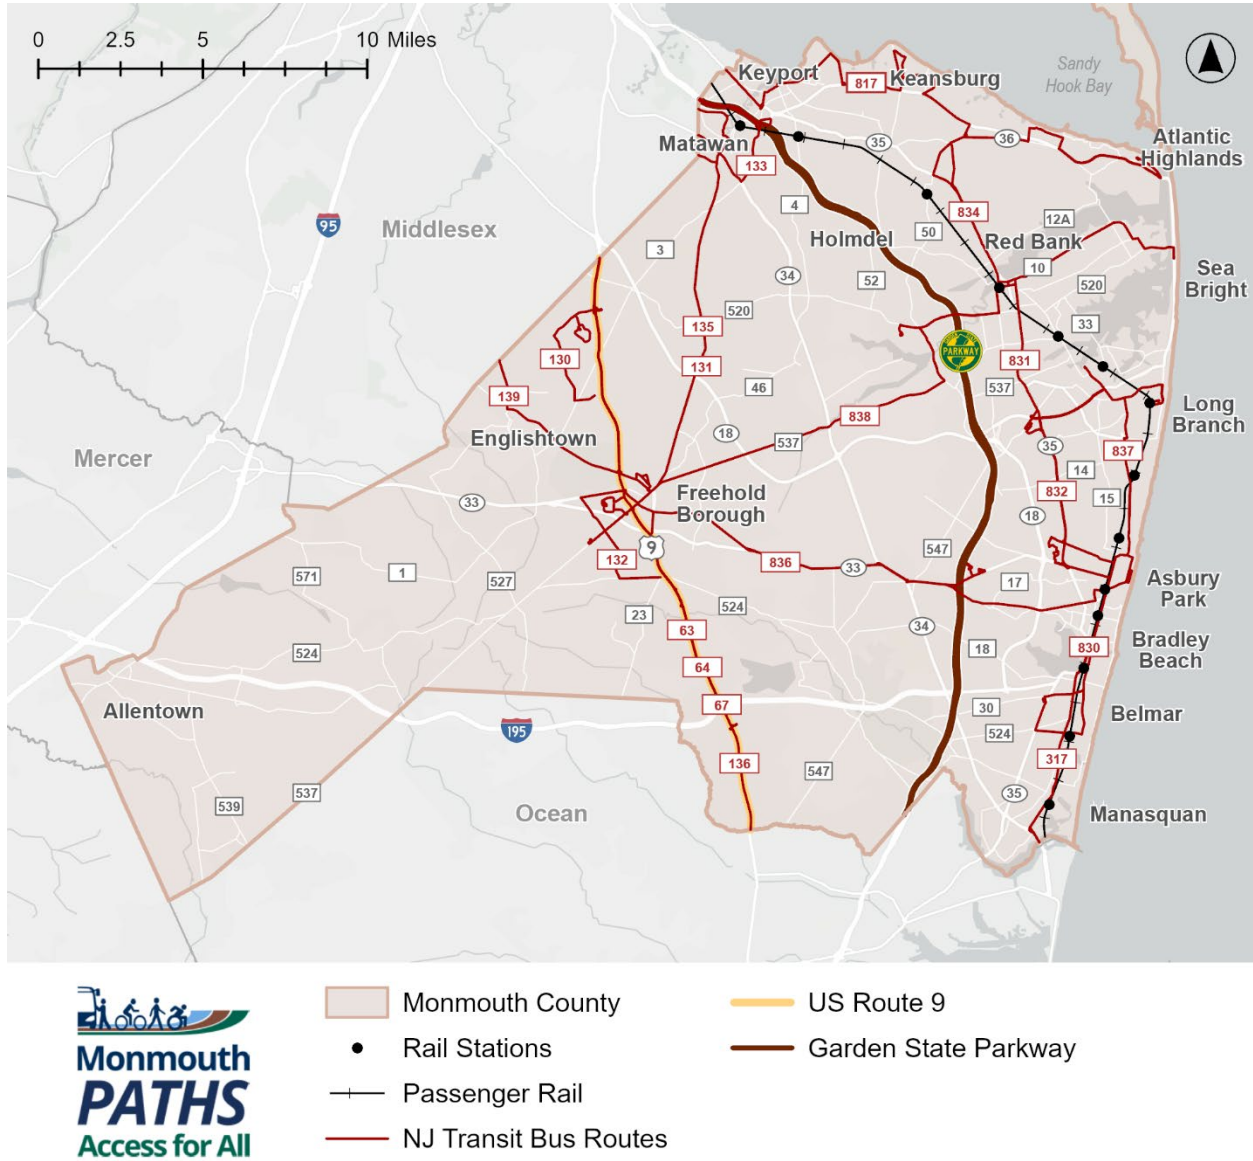 0 2.5 5 10 Miles
Keyport
817
Keansburg
Sandy
Hook Bay
Matawan
133
35
36
Atlantic
Highlands
95
Middlesex
4
834
12A
3
Holmdel
50
Red Bank
34
52
10
Sea
Bright
520
520
135
33
130
PARKWAY
131
831
139
46
537
838
Long
Branch
Englishtown
18
537
35
837
Mercer
14
Freehold
Borough
832
15
33
18
9
547
132
836
33
571
1
527
17
Asbury
Park
23
524
63
34
Bradley
Beach
524
64
18
830
Allentown
67
30
Belmar
195
524
136
547
317
539
537
Ocean
35
Manasquan
Monmouth
PATHS
Access for All
Monmouth County
Rail Stations
Passenger Rail
NJ Transit Bus Routes
US Route 9
Garden State Parkway